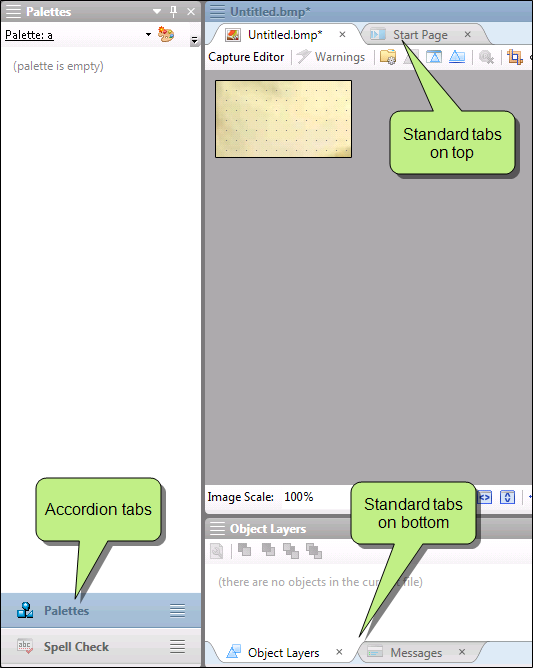 Palettes
Palette: a
(palette is empty)
Accordion tabs
Palettes
Spell Check
Untitled.bmp*
Untitled.bmp*
Start Page
Capture Editor
Warnings
Standard tabs
on top
Image Scale:
100%
Standard tabs
on bottom
Object Layers
(there are no objects in the cur
file)
Object Layers
Messages